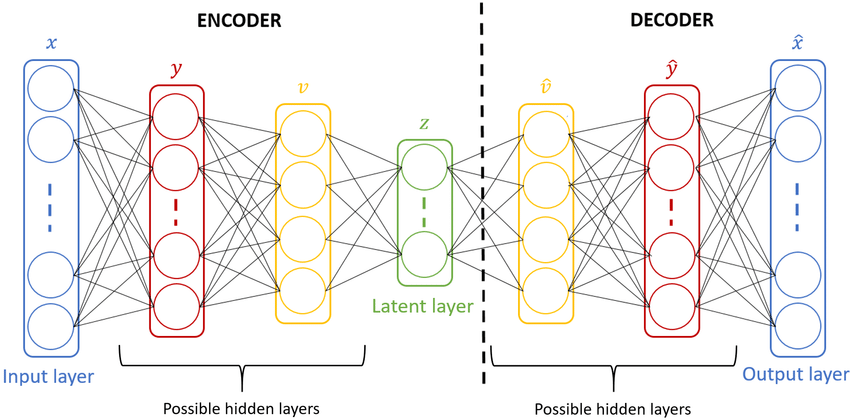 ENCODER
DECODER
x
y
v
z
v̂
ŷ
x̂
Latent layer
Input layer
Output layer
Possible hidden layers
Possible hidden layers